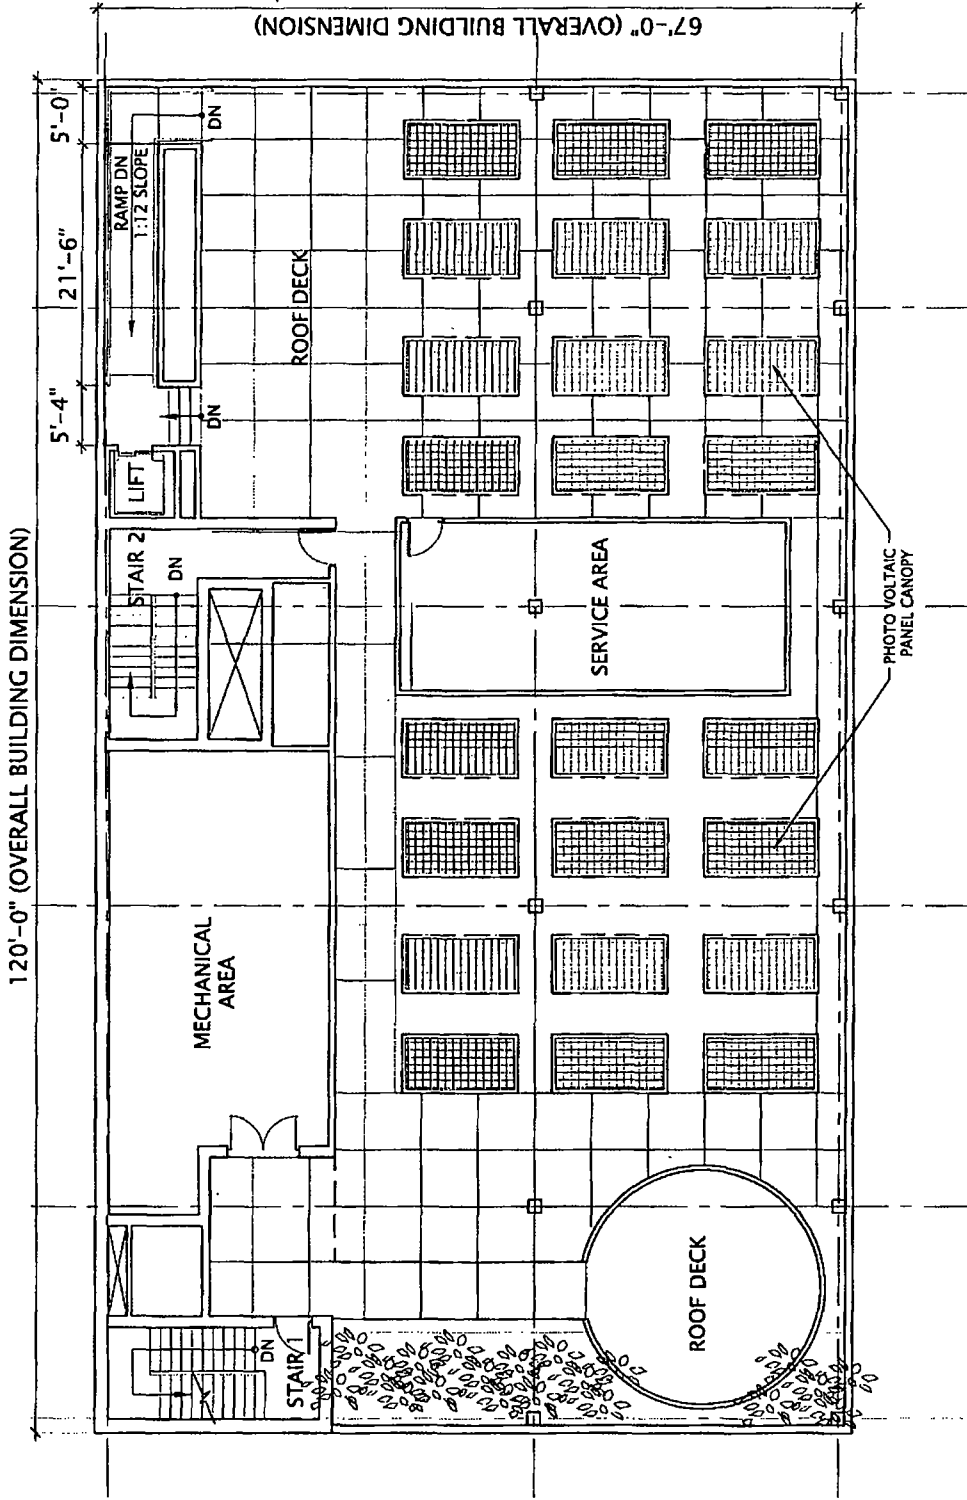 67'-0" (OVERALL BUILDING DIMENSION)
120'-0" (OVERALL BUILDING DIMENSION)
5'-4"
21'-6"
5'-0"
STAIR 1
DN
MECHANICAL
AREA
STAIR 2
DN
LIFT
DN
RAMP DN
1:12 SLOPE
DN
ROOF DECK
SERVICE AREA
ROOF DECK
PHOTO VOLTAIC
PANEL CANOPY